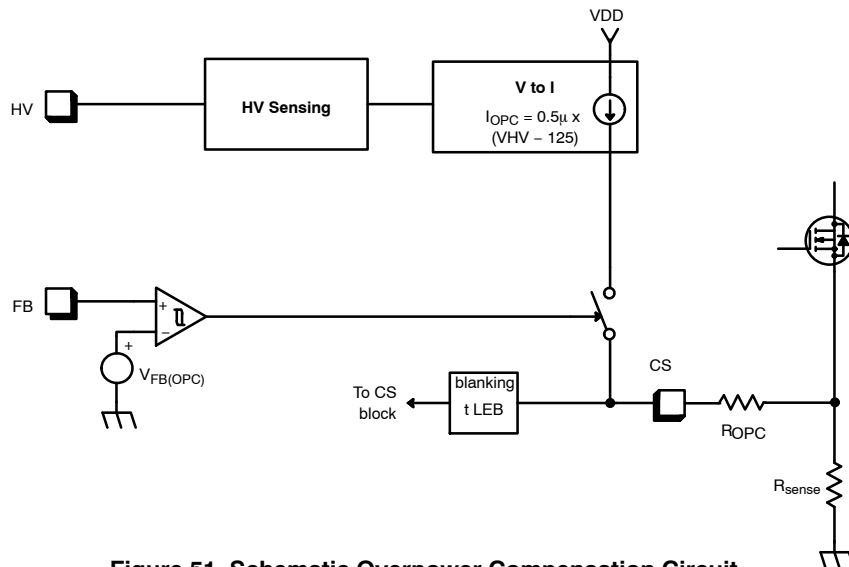 VDD
HV
HV Sensing
V to I
IOPC = 0.5μ x
(VHV − 125)
FB
+
−
+
VFB(OPC)
To CS
block
blanking
t LEB
CS
ROPC
Rsense
Figure 51. Schematic Overpower Compensation Circuit